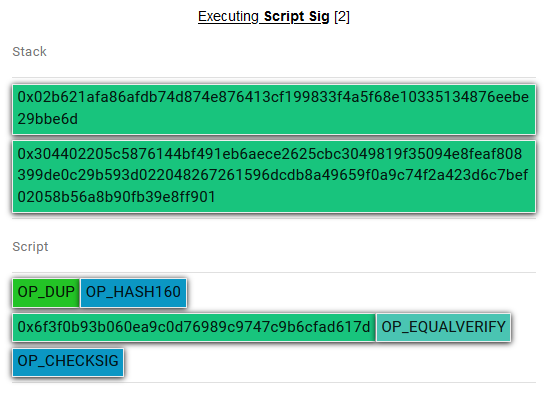 Executing Script Sig [2]
Stack
0x02b621afa86afdb74d874e876413cf199833f4a5f68e10335134876eebe
29bbe6d
0x304402205c5876144bf491eb6aece2625cbc3049819f35094e8feaf808
399de0c29b593d022048267261596dcdb8a49659f0a9c74f2a423d6c7bef
02058b56a8b90fb39e8ff901
Script
OP_DUP OP_HASH160
0x6f3f0b93b060ea9c0d76989c9747c9b6cfad617d OP_EQUALVERIFY
OP_CHECKSIG